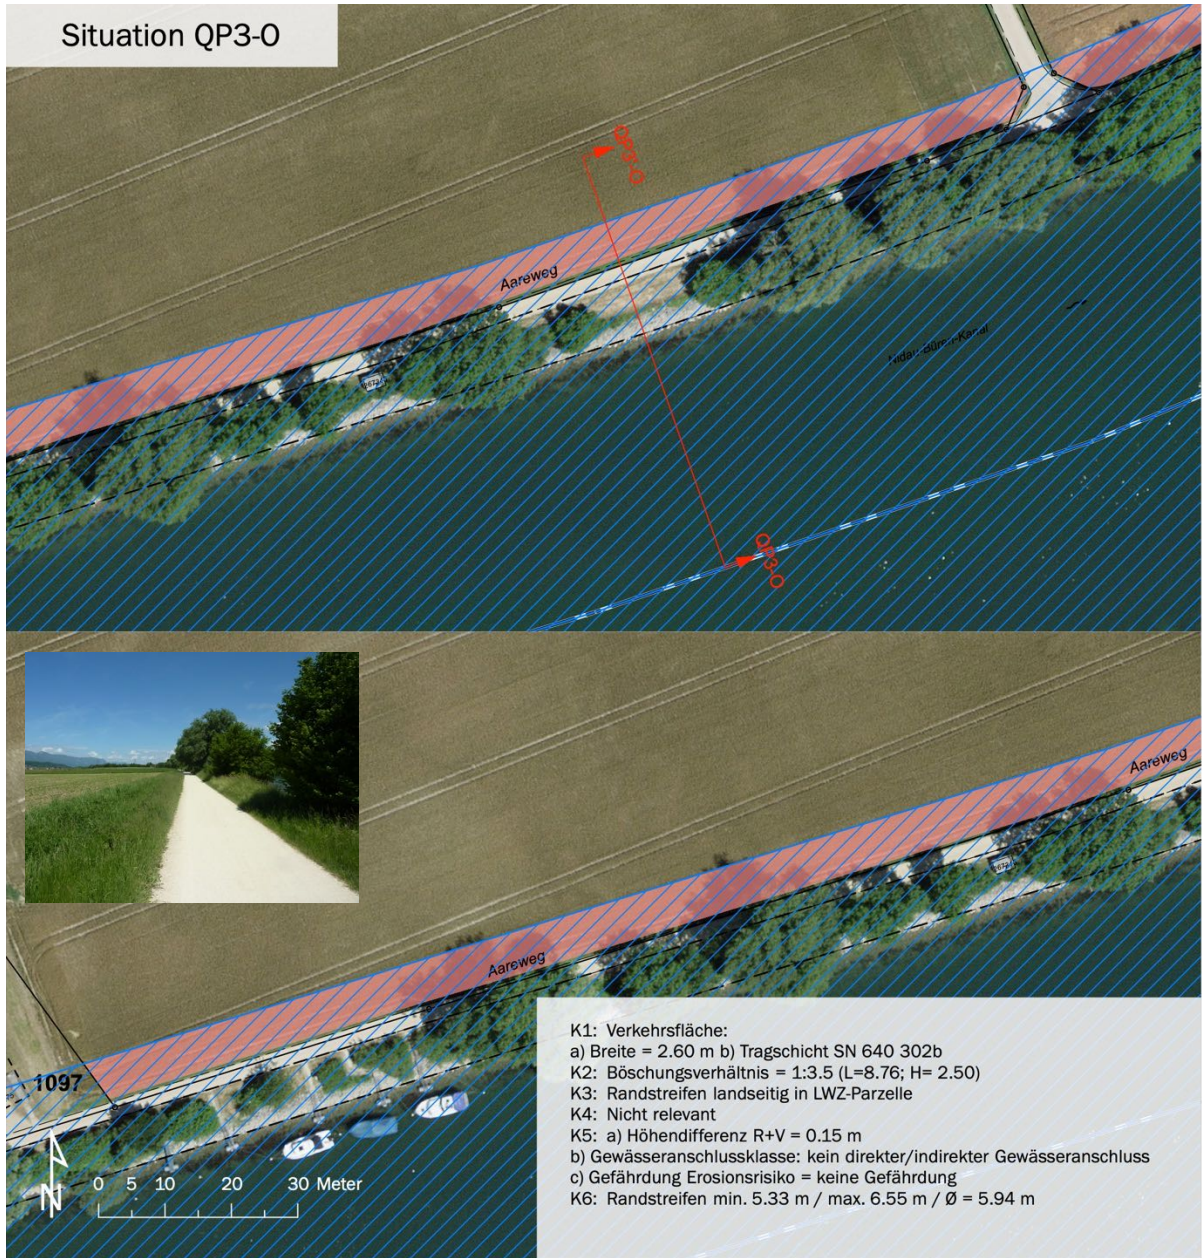 Situation QP3-O
QP3-O
Aareweg
Nidau-Büren-Kanal
QP3-O
Aareweg
Aareweg
1097
N
0 5 10 20 30 Meter
K1: Verkehrsfläche:
a) Breite = 2.60 m b) Tragschicht SN 640 302b
K2: Böschungsverhältnis = 1:3.5 (L=8.76; H= 2.50)
K3: Randstreifen landseitig in LWZ-Parzelle
K4: Nicht relevant
K5: a) Höhendifferenz R+V = 0.15 m
b) Gewässeranschlussklasse: kein direkter/indirekter Gewässeranschluss
c) Gefährdung Erosionsrisiko = keine Gefährdung
K6: Randstreifen min. 5.33 m / max. 6.55 m / Ø = 5.94 m